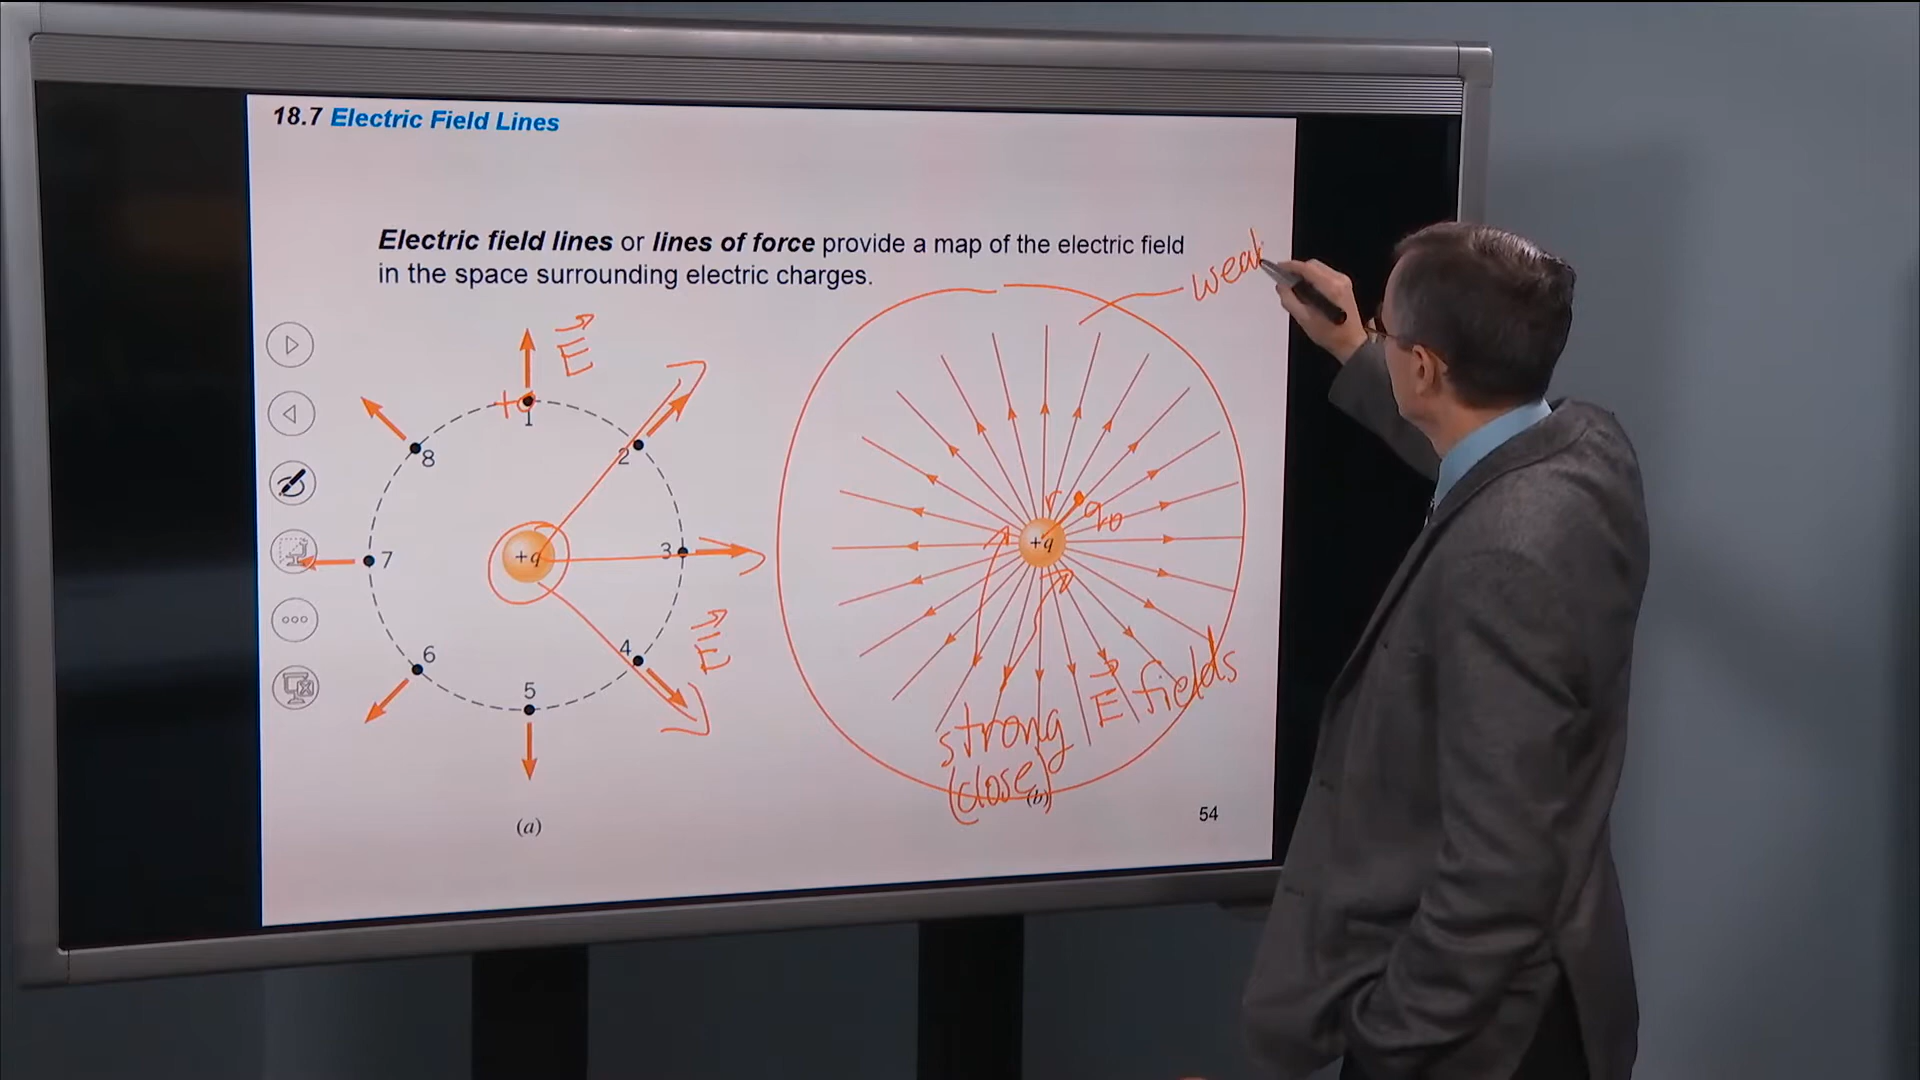 18.7 Electric Field Lines
Electric field lines or lines of force provide a map of the electric field
in the space surrounding electric charges.
weak
E
+
1
2
3
4
5
6
7
8
+q
E
r
q0
+q
E fields
strong
(close)
(a)
(b)
54